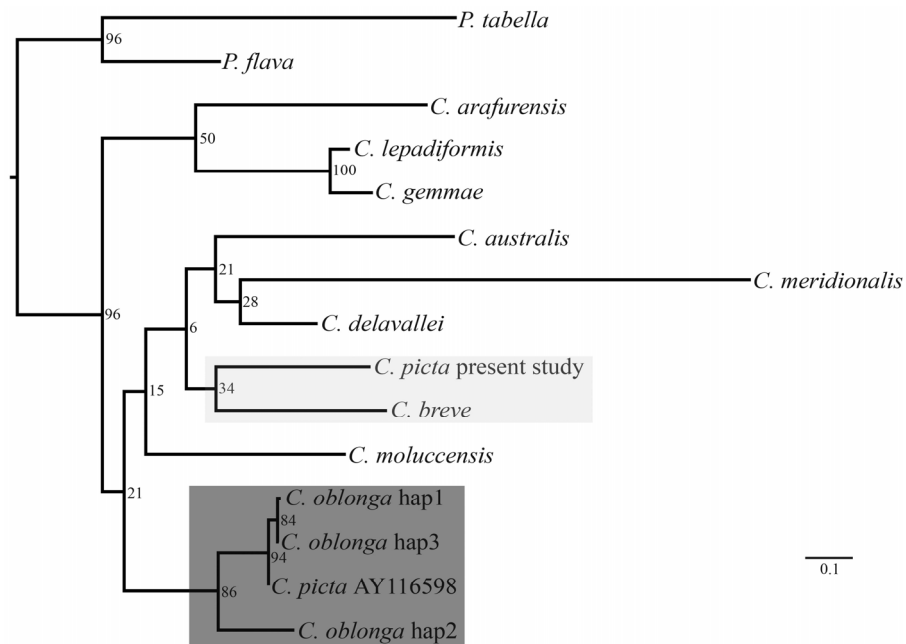 P. tabella
96
P. flava
C. arafurensis
50
C. lepadiformis
100
C. gemmae
C. australis
21
C. meridionalis
28
96
C. delavallei
6
C. picta present study
34
15
C. breve
C. moluccensis
21
C. oblonga hap1
84
C. oblonga hap3
94
C. picta AY116598
86
C. oblonga hap2
0.1